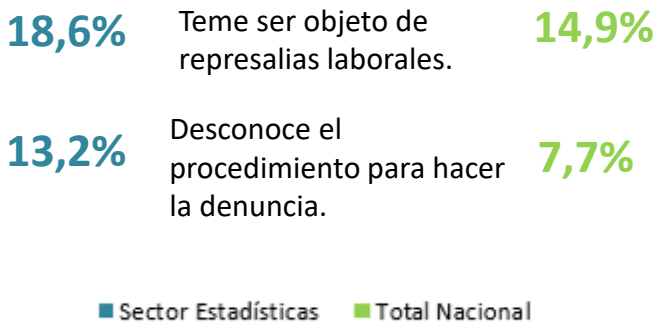 18,6%
Teme ser objeto de
represalias laborales.
14,9%
13,2%
Desconoce el
procedimiento para hacer
la denuncia.
7,7%
Sector Estadísticas
Total Nacional